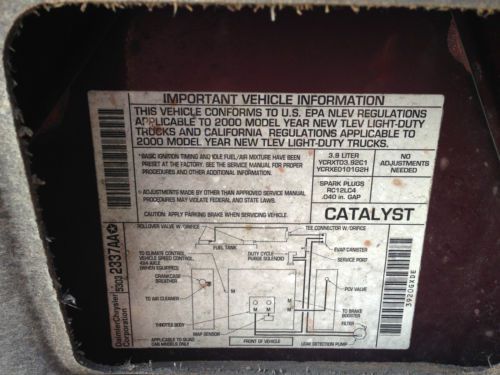 IMPORTANT VEHICLE INFORMATION
THIS VEHICLE CONFORMS TO U.S. EPA NLEV REGULATIONS
APPLICABLE TO 2000 MODEL YEAR NEW TLEV LIGHT-DUTY
TRUCKS AND CALIFORNIA REGULATIONS APPLICABLE TO
2000 MODEL YEAR NEW TLEV LIGHT-DUTY TRUCKS.
*BASIC IGNITION TIMING AND IDLE FUEL/AIR MIXTURE HAVE BEEN
PRESET AT THE FACTORY. SEE THE SERVICE MANUAL FOR PROPER
PROCEDURES AND OTHER ADDITIONAL INFORMATION.
*ADJUSTMENTS MADE BY OTHER THAN APPROVED SERVICE MANUAL
PROCEDURES MAY VIOLATE FEDERAL AND STATE LAWS.
CAUTION: APPLY PARKING BRAKE WHEN SERVICING VEHICLE
3.9 LITER
YCRXT03.92C1
YCRXE0101G2H
SPARK PLUGS
RC12LC4
.040 in. GAP
NO
ADJUSTMENTS
NEEDED
CATALYST
DaimlerChrysler
Corporation
5303 2337AA
ROLLOVER VALVE W/ORIFICE
FUEL TANK
TEE CONNECTOR W/ORIFICE
EVAP CANISTER
TO CLIMATE CONTROL
VEHICLE SPEED CONTROL
4X4 AXLE
(WHEN EQUIPPED)
DUTY CYCLE
PURGE SOLENOID
SERVICE PORT
CRANKCASE
BREATHER
TO AIR CLEANER
M
M
M
PCV VALVE
THROTTLE BODY
MAP SENSOR
TO BRAKE
BOOSTER
FILTER
APPLICABLE TO QUAD
CAB MODELS ONLY
FRONT OF VEHICLE
LEAK DETECTION PUMP